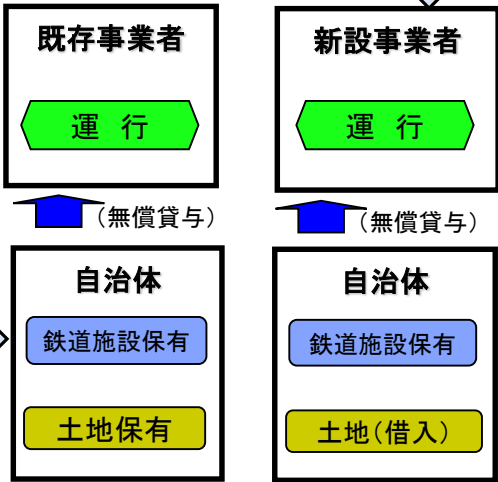 既存事業者
運 行
(無償貸与)
自治体
鉄道施設保有
土地保有
新設事業者
運 行
(無償貸与)
自治体
鉄道施設保有
土地(借入)